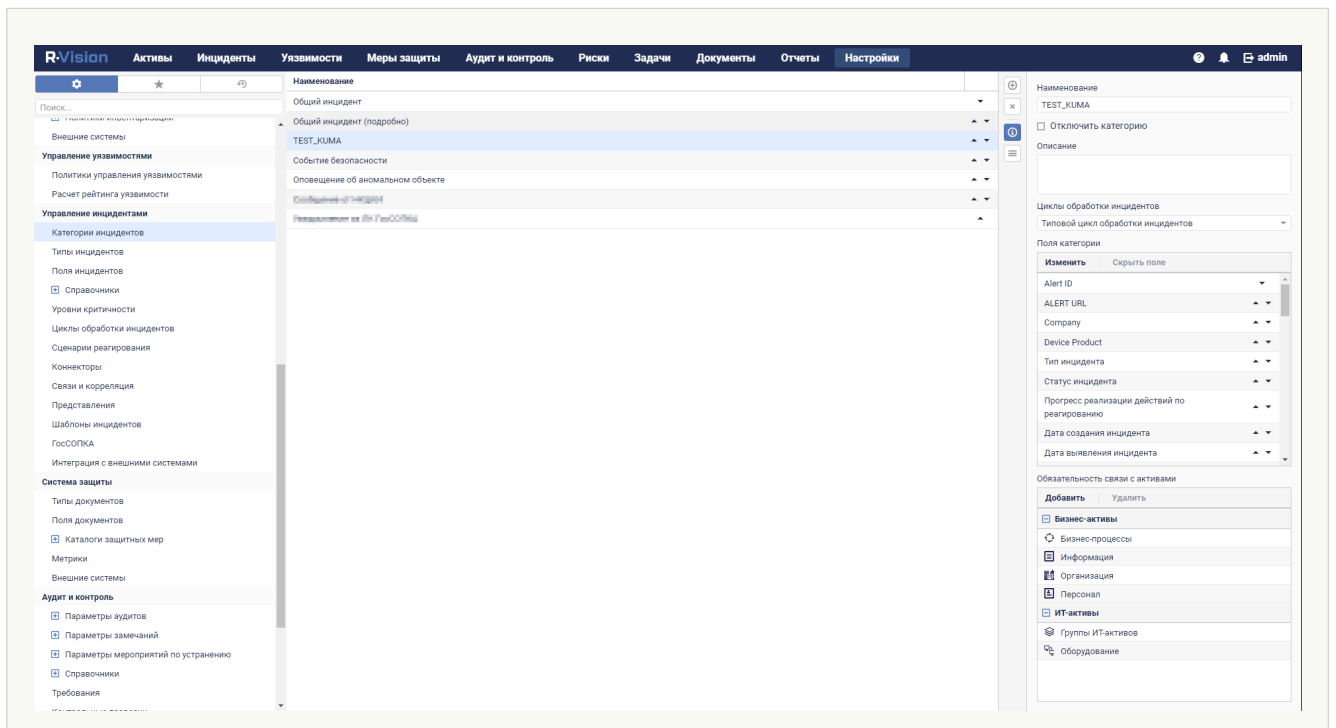 R·Vision Активы Инциденты Уязвимости Меры защиты Аудит и контроль Риски Задачи Документы Отчеты Настройки admin
Поиск...
Внешние системы
Управление уязвимостями
Политики управления уязвимостями
Расчет рейтинга уязвимости
Управление инцидентами
Категории инцидентов
Типы инцидентов
Поля инцидентов
Справочники
Уровни критичности
Циклы обработки инцидентов
Сценарии реагирования
Коннекторы
Связи и корреляция
Представления
Шаблоны инцидентов
ГосСОПКА
Интеграция с внешними системами
Система защиты
Типы документов
Поля документов
Каталоги защитных мер
Метрики
Внешние системы
Аудит и контроль
Параметры аудитов
Параметры замечаний
Параметры мероприятий по устранению
Справочники
Требования
Наименование
Общий инцидент
Общий инцидент (подробно)
TEST_KUMA
Событие безопасности
Оповещение об аномальном объекте
Наименование
TEST_KUMA
Отключить категорию
Описание
Циклы обработки инцидентов
Типовой цикл обработки инцидентов
Поля категории
Изменить Скрыть поле
Alert ID
ALERT URL
Company
Device Product
Тип инцидента
Статус инцидента
Прогресс реализации действий по
реагированию
Дата создания инцидента
Дата выявления инцидента
Обязательность связи с активами
Добавить Удалить
Бизнес-активы
Бизнес-процессы
Информация
Организация
Персонал
ИТ-активы
Группы ИТ-активов
Оборудование